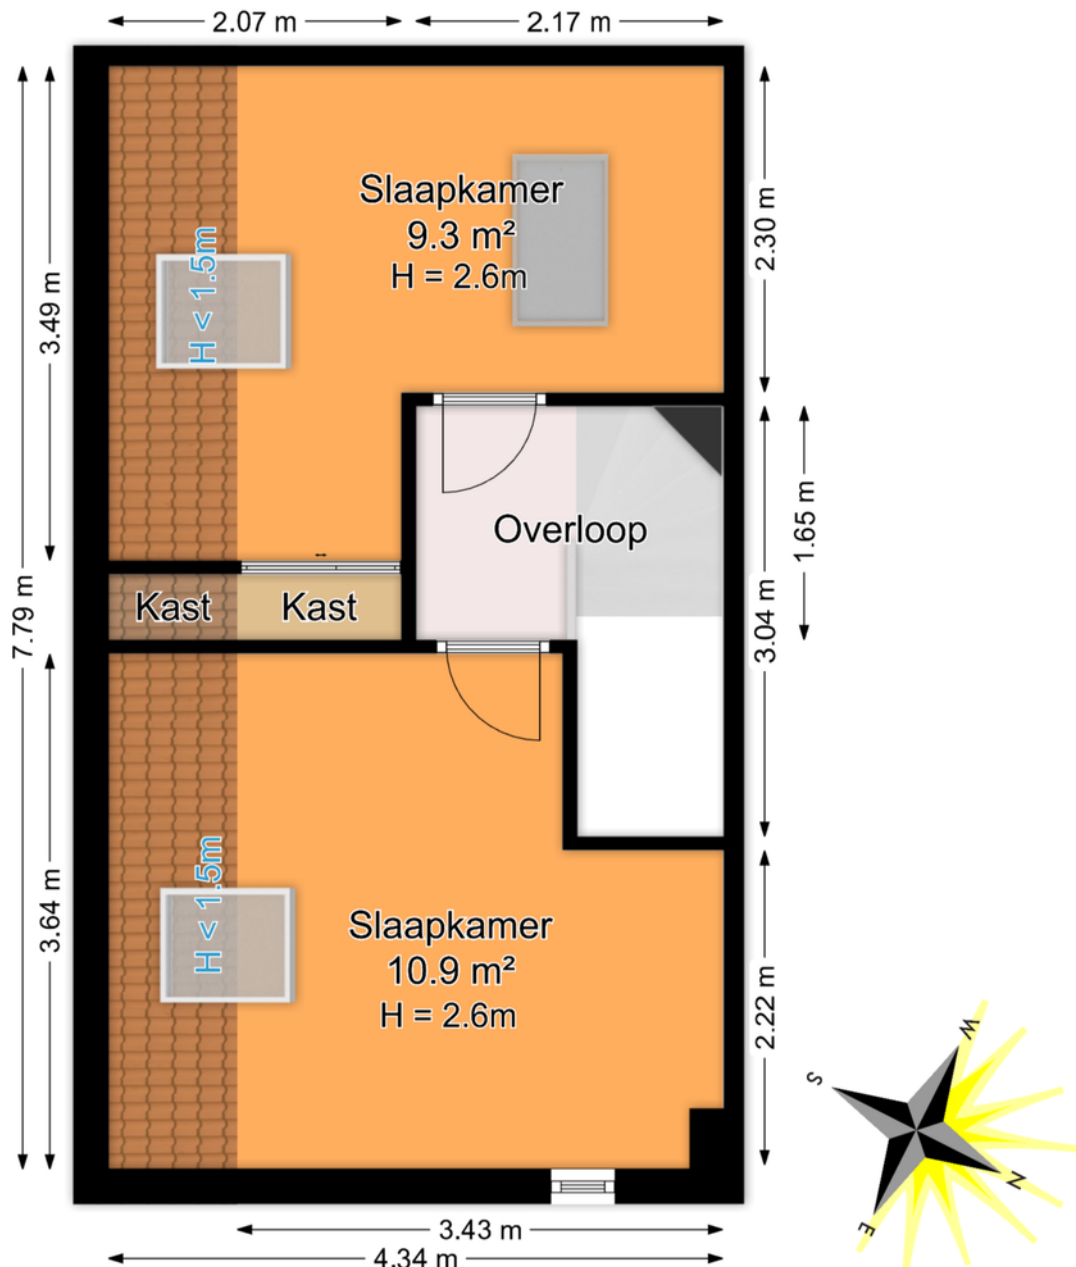 2.07 m
2.17 m
Slaapkamer
9.3 m²
H = 2.6m
H < 1.5m
2.30 m
3.49 m
Overloop
1.65 m
Kast
Kast
7.79 m
3.04 m
Slaapkamer
10.9 m²
H = 2.6m
H < 1.5m
3.64 m
2.22 m
W
S
N
E
3.43 m
4.34 m